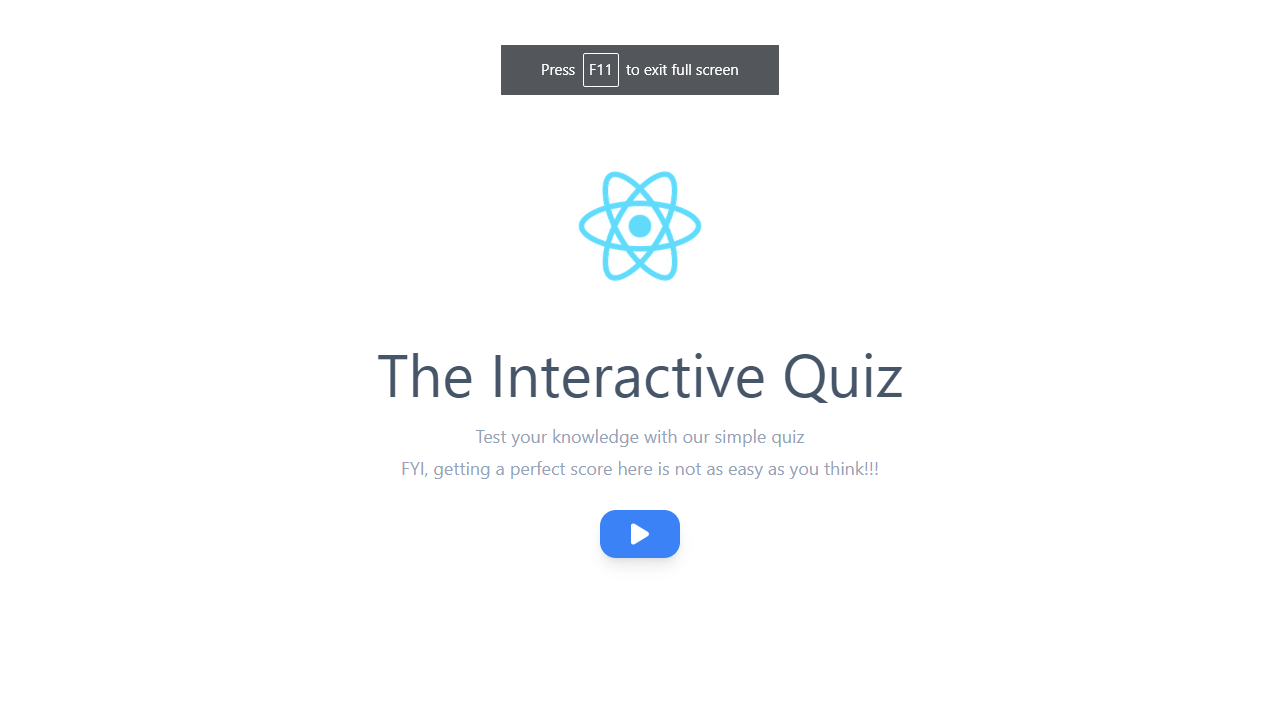 Press F11 to exit full screen
The Interactive Quiz
Test your knowledge with our simple quiz
FYI, getting a perfect score here is not as easy as you think!!!